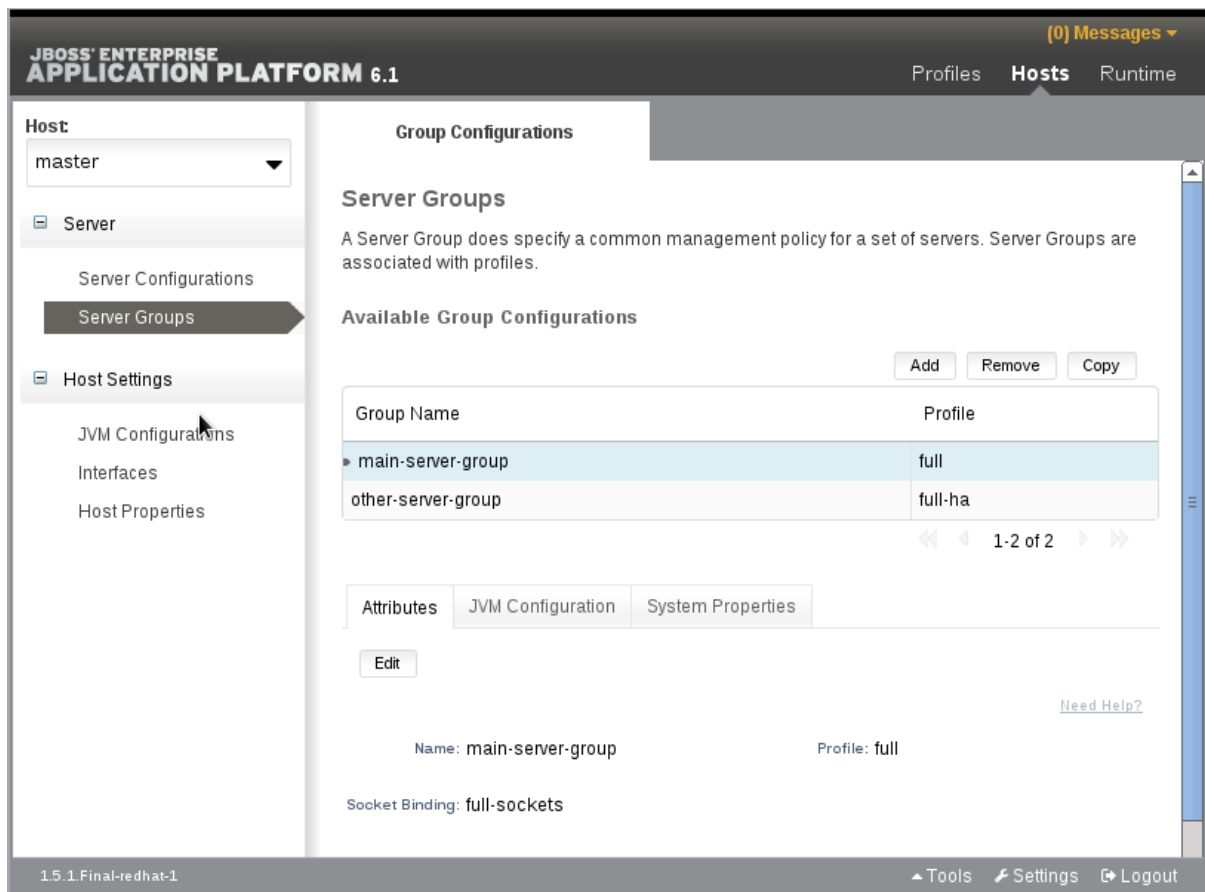 (0) Messages
JBOSS' ENTERPRISE
APPLICATION PLATFORM 6.1
Profiles Hosts Runtime
Host:
master
Server
Server Configurations
Server Groups
Host Settings
JVM Configurations
Interfaces
Host Properties
Group Configurations
Server Groups
A Server Group does specify a common management policy for a set of servers. Server Groups are
associated with profiles.
Available Group Configurations
Add Remove Copy
Group Name Profile
main-server-group full
other-server-group full-ha
1-2 of 2
Attributes JVM Configuration System Properties
Edit
Need Help?
Name: main-server-group Profile: full
Socket Binding: full-sockets
1.5.1.Final-redhat-1
Tools Settings Logout